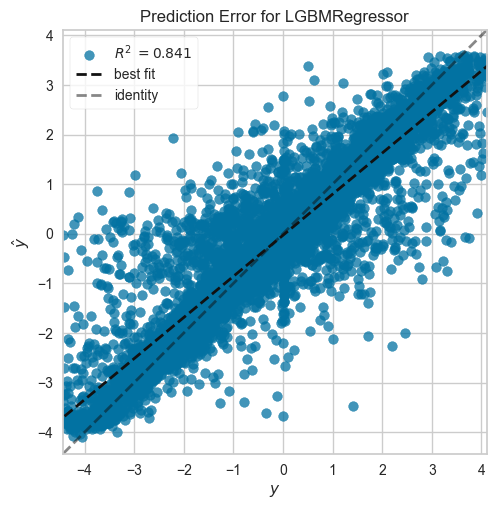 Prediction Error for LGBMRegressor
R² = 0.841
best fit
identity
4
3
2
1
0
−1
−2
−3
−4
ŷ
−4 −3 −2 −1 0 1 2 3 4
y